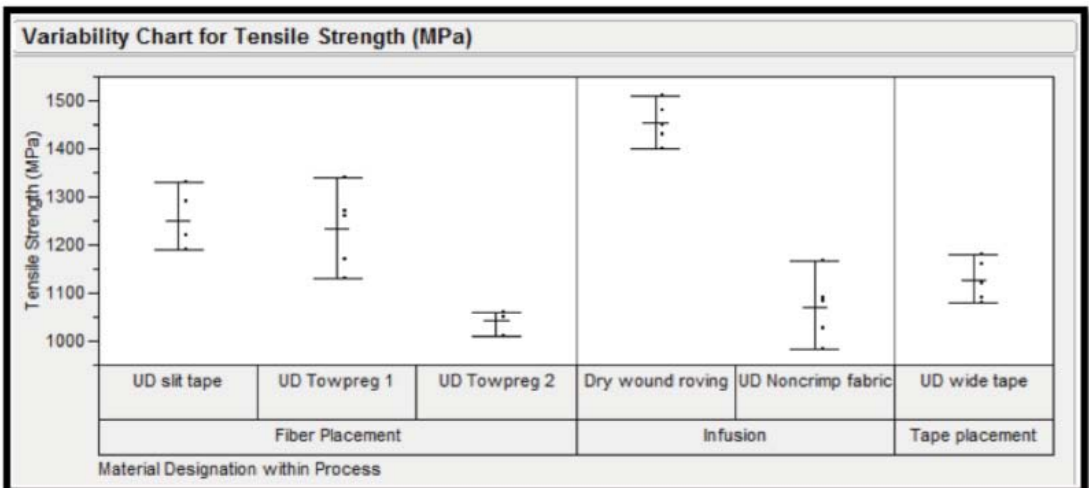 Variability Chart for Tensile Strength (MPa)
Tensile Strength (MPa)
1500
1400
1300
1200
1100
1000
UD slit tape UD Towpreg 1 UD Towpreg 2 Dry wound roving UD Noncrimp fabric UD wide tape
Fiber Placement Infusion Tape placement
Material Designation within Process